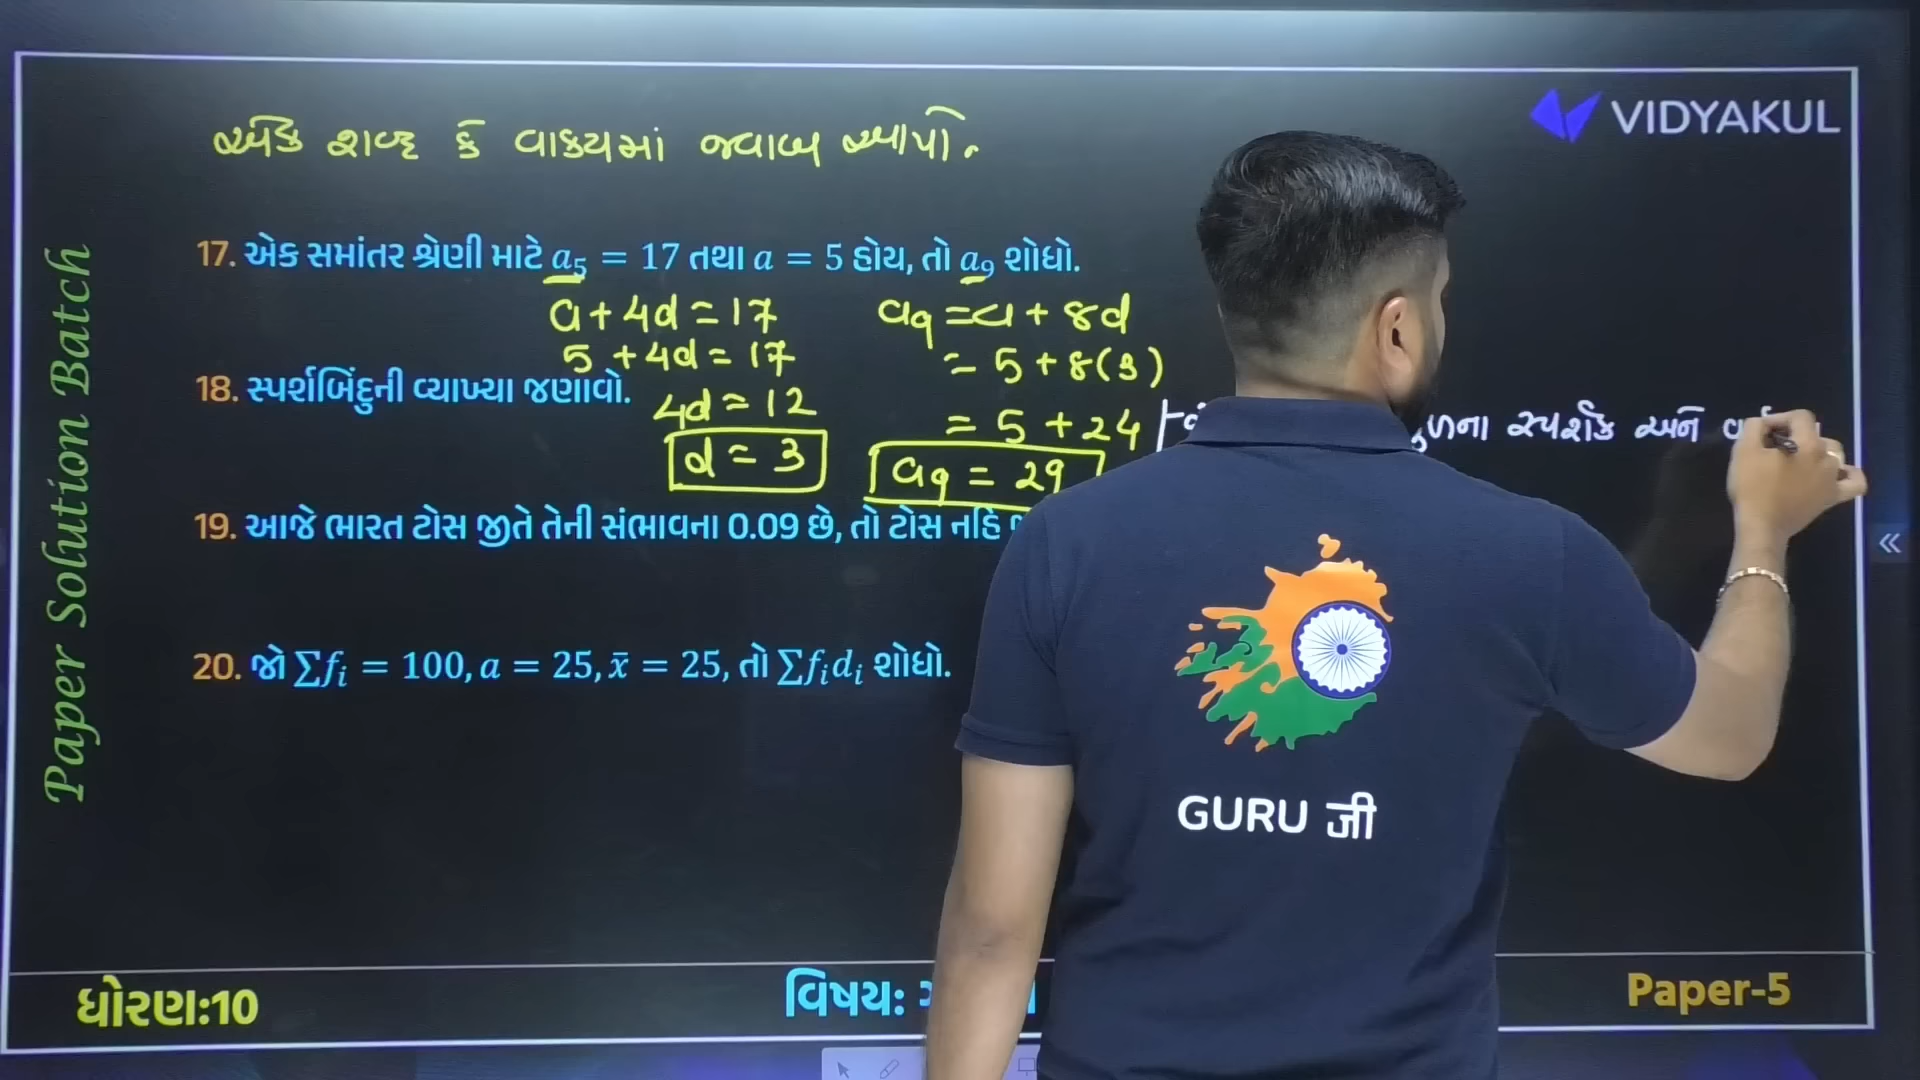 એક શબ્દ કે વાક્યમાં જવાબ આપો.
VIDYAKUL
Paper Solution Batch
17. એક સમાંતર શ્રેણી માટે a₅ = 17 તથા a = 5 હોય, તો a₉ શોધો.
a + 4d = 17
5 + 4d = 17
4d = 12
d = 3
a₉ = a + 8d
= 5 + 8(3)
= 5 + 24
a₉ = 29
18. સ્પર્શબિંદુની વ્યાખ્યા જણાવો.
સ્પર્શક અને
19. આજે ભારત ટોસ જીતે તેની સંભાવના 0.09 છે, તો ટોસ નહિ
20. જો ∑fᵢ = 100, a = 25, x̄ = 25, તો ∑fᵢdᵢ શોધો.
GURU जी
ધોરણ:10
વિષય:
Paper-5